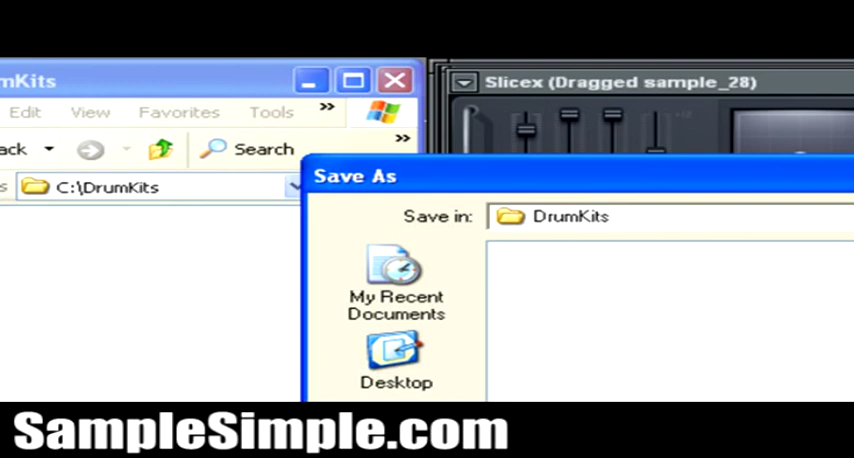 mKits
Slicex (Dragged sample_28)
Edit View Favorites Tools »
ack Search »
s C:\DrumKits
Save As
Save in: DrumKits
My Recent
Documents
Desktop
SampleSimple.com